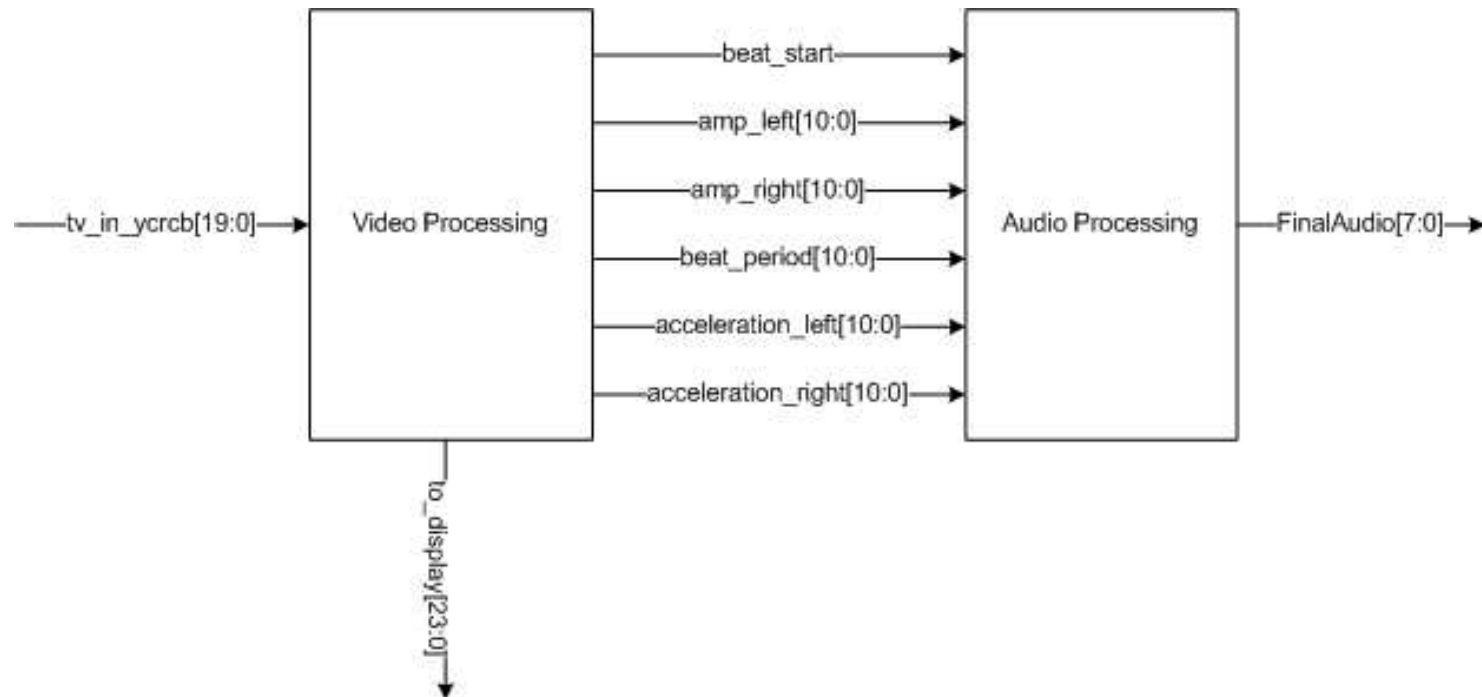 beat_start
amp_left[10:0]
amp_right[10:0]
tv_in_ycrcb[19:0]
Video Processing
Audio Processing
FinalAudio[7:0]
beat_period[10:0]
acceleration_left[10:0]
acceleration_right[10:0]
to_display[23:0]